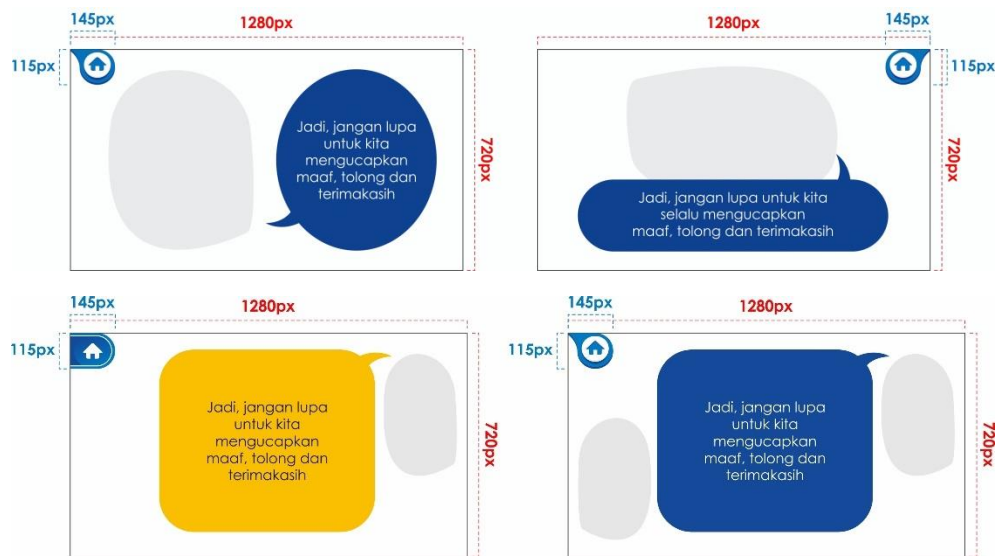 145px
1280px
115px
720px
Jadi, jangan lupa
untuk kita
mengucapkan
maaf, tolong dan
terimakasih
1280px
145px
115px
720px
Jadi, jangan lupa untuk kita
selalu mengucapkan
maaf, tolong dan terimakasih
145px
1280px
115px
720px
Jadi, jangan lupa
untuk kita
mengucapkan
maaf, tolong dan
terimakasih
145px
1280px
115px
720px
Jadi, jangan lupa
untuk kita
mengucapkan
maaf, tolong dan
terimakasih